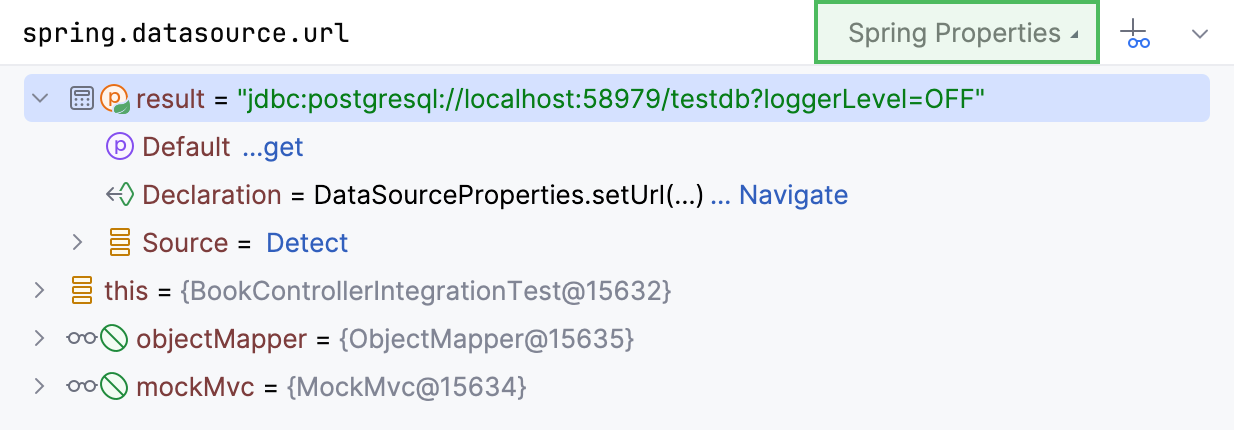 spring.datasource.url Spring Properties
result = "jdbc:postgresql://localhost:58979/testdb?loggerLevel=OFF"
Default ...get
Declaration = DataSourceProperties.setUrl(...) ... Navigate
Source = Detect
this = {BookControllerIntegrationTest@15632}
objectMapper = {ObjectMapper@15635}
mockMvc = {MockMvc@15634}